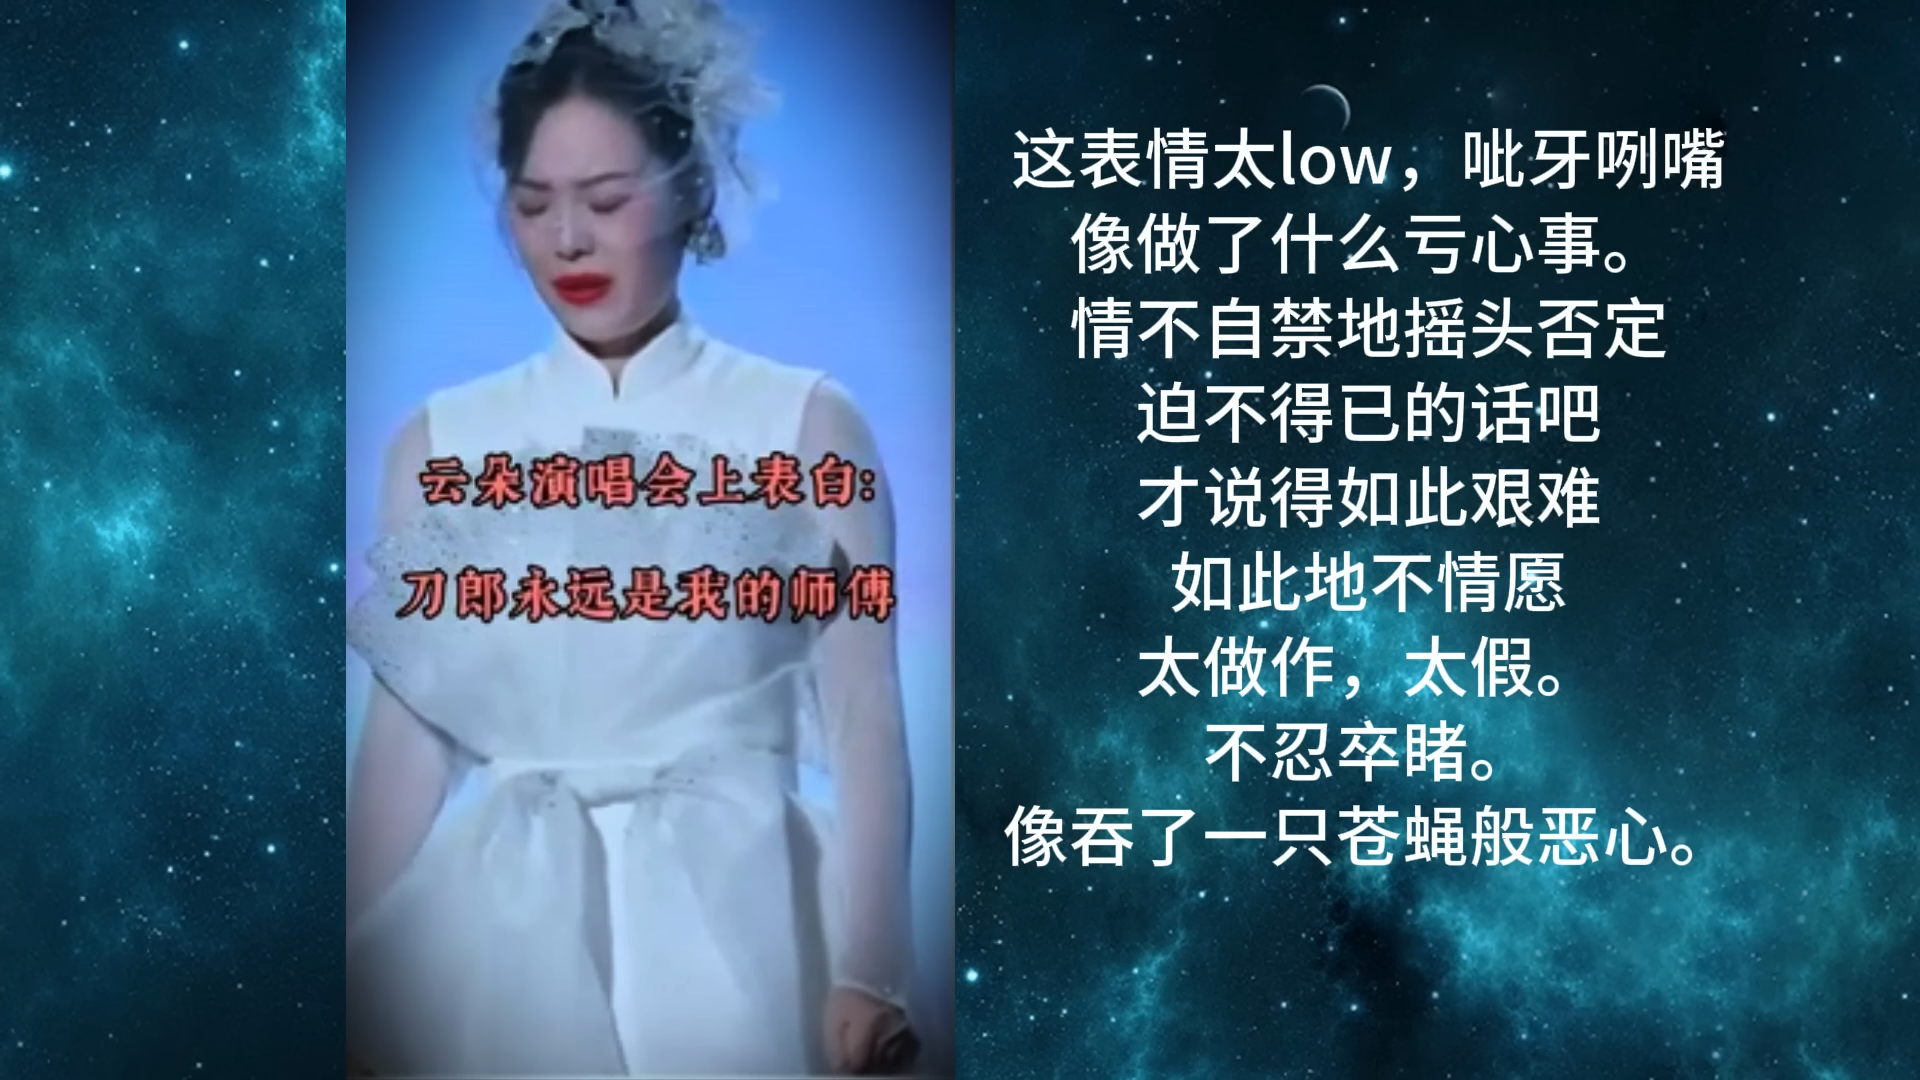 云朵演唱会上表白:
刀郎永远是我的师傅
这表情太low，呲牙咧嘴
像做了什么亏心事。
情不自禁地摇头否定
迫不得已的话吧
才说得如此艰难
如此地不情愿
太做作，太假。
不忍卒睹。
像吞了一只苍蝇般恶心。